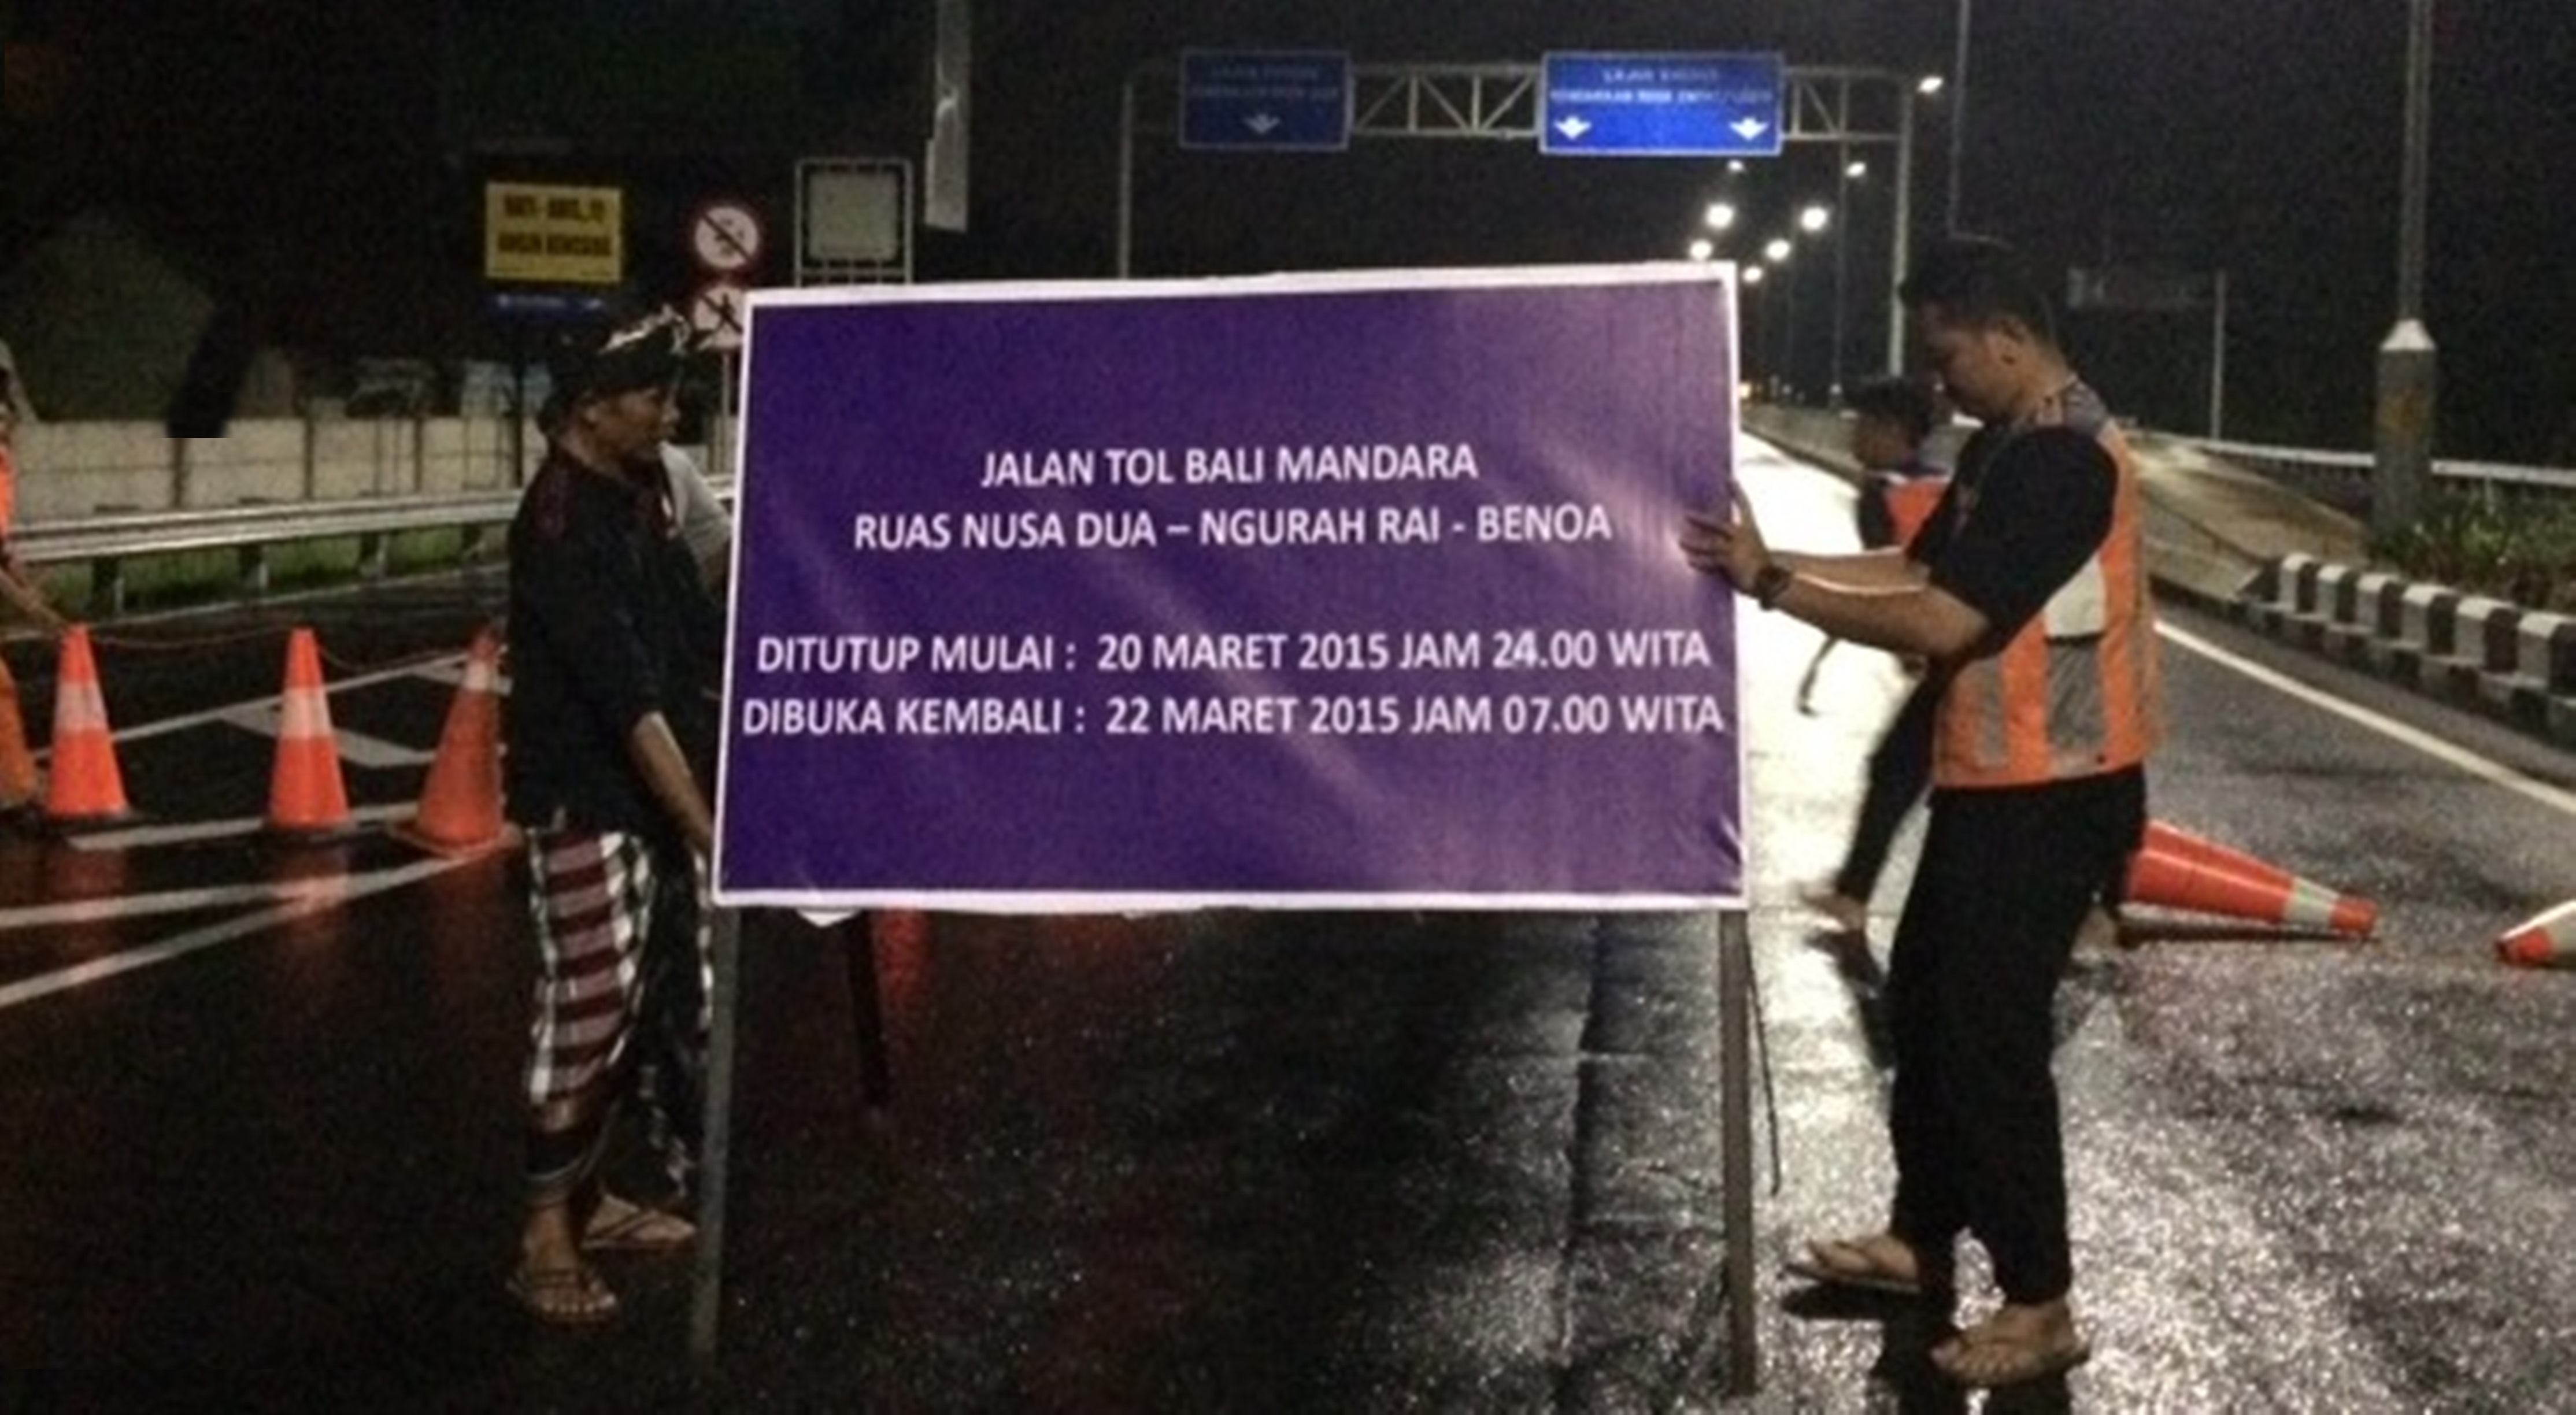 JALAN TOL BALI MANDARA
RUAS NUSA DUA – NGURAH RAI - BENOA
DITUTUP MULAI : 20 MARET 2015 JAM 24.00 WITA
DIBUKA KEMBALI : 22 MARET 2015 JAM 07.00 WITA